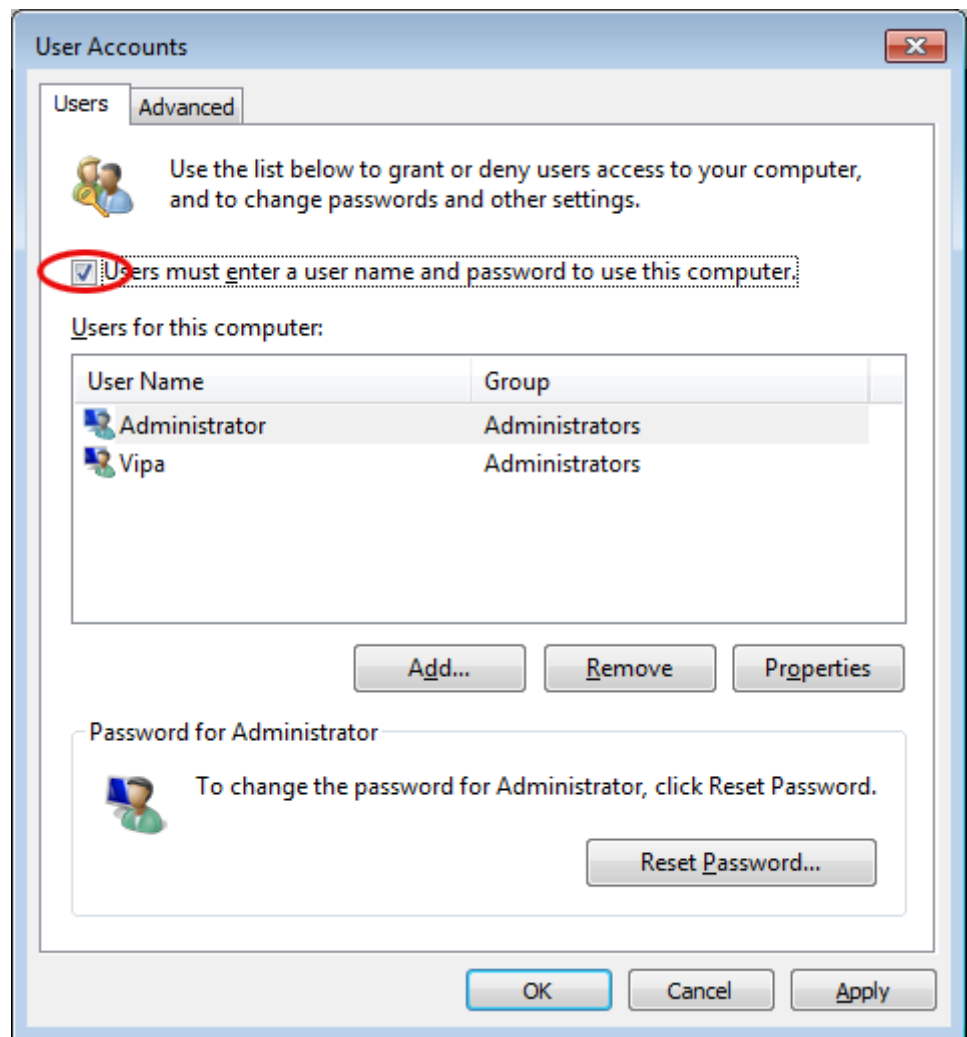 User Accounts
Users
Advanced
Use the list below to grant or deny users access to your computer,
and to change passwords and other settings.
Users must enter a user name and password to use this computer.
Users for this computer:
User Name Group
Administrator Administrators
Vipa Administrators
Add... Remove Properties
Password for Administrator
To change the password for Administrator, click Reset Password.
Reset Password...
OK Cancel Apply